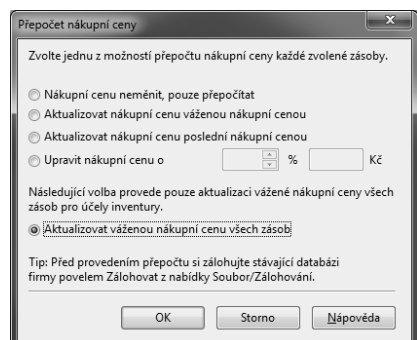 Přepočet nákupní ceny
x
Zvolte jednu z možností přepočtu nákupní ceny každé zvolené zásoby.
Nákupní cenu neměnit, pouze přepočítat
Aktualizovat nákupní cenu váženou nákupní cenou
Aktualizovat nákupní cenu poslední nákupní cenou
Upravit nákupní cenu o % Kč
Následující volba provede pouze aktualizaci vážené nákupní ceny všech
zásob pro účely inventury.
Aktualizovat váženou nákupní cenu všech zásob
Tip: Před provedením přepočtu si zálohujte stávající databázi
firmy povelem Zálohovat z nabídky Soubor/Zálohování.
OK Storno Nápověda